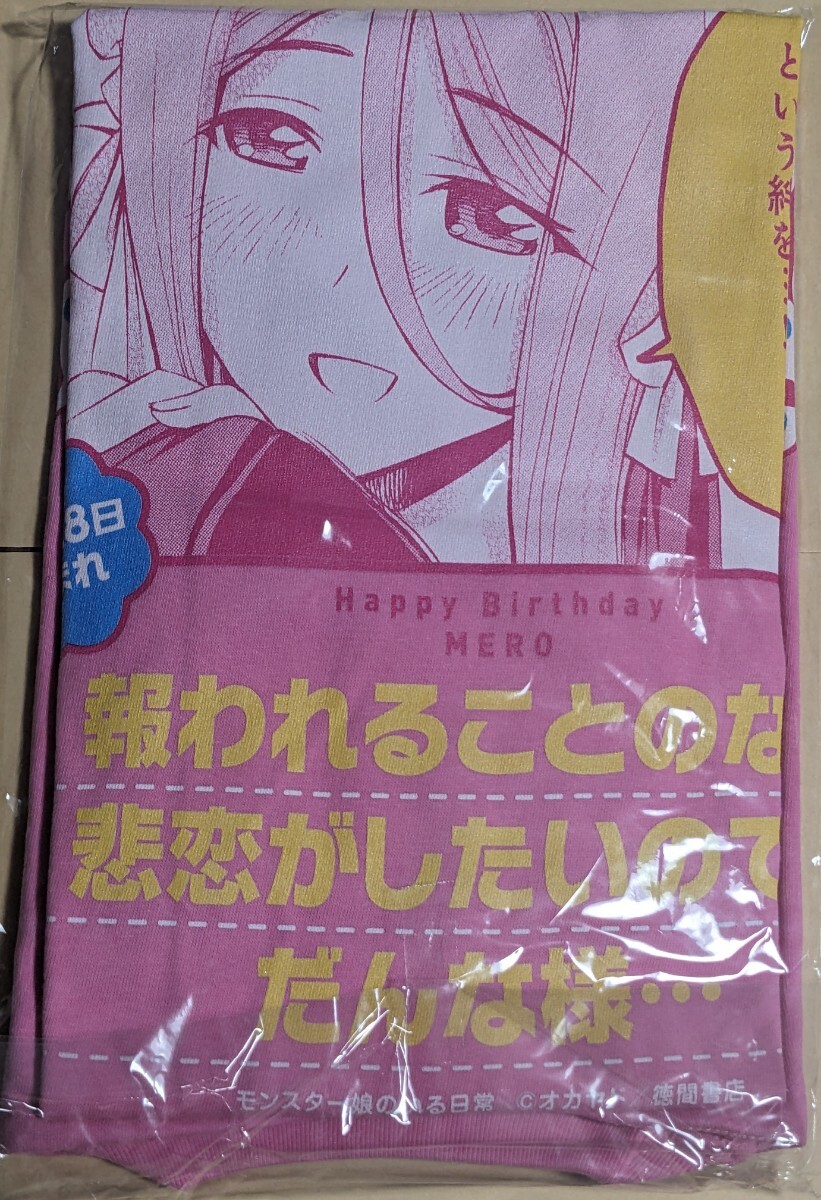 という絆を…
8日
まれ
Happy Birthday
MERO
報われることのな
悲恋がしたいので
だんな様…
モンスター娘のいる日常 ©オカヤド／徳間書店